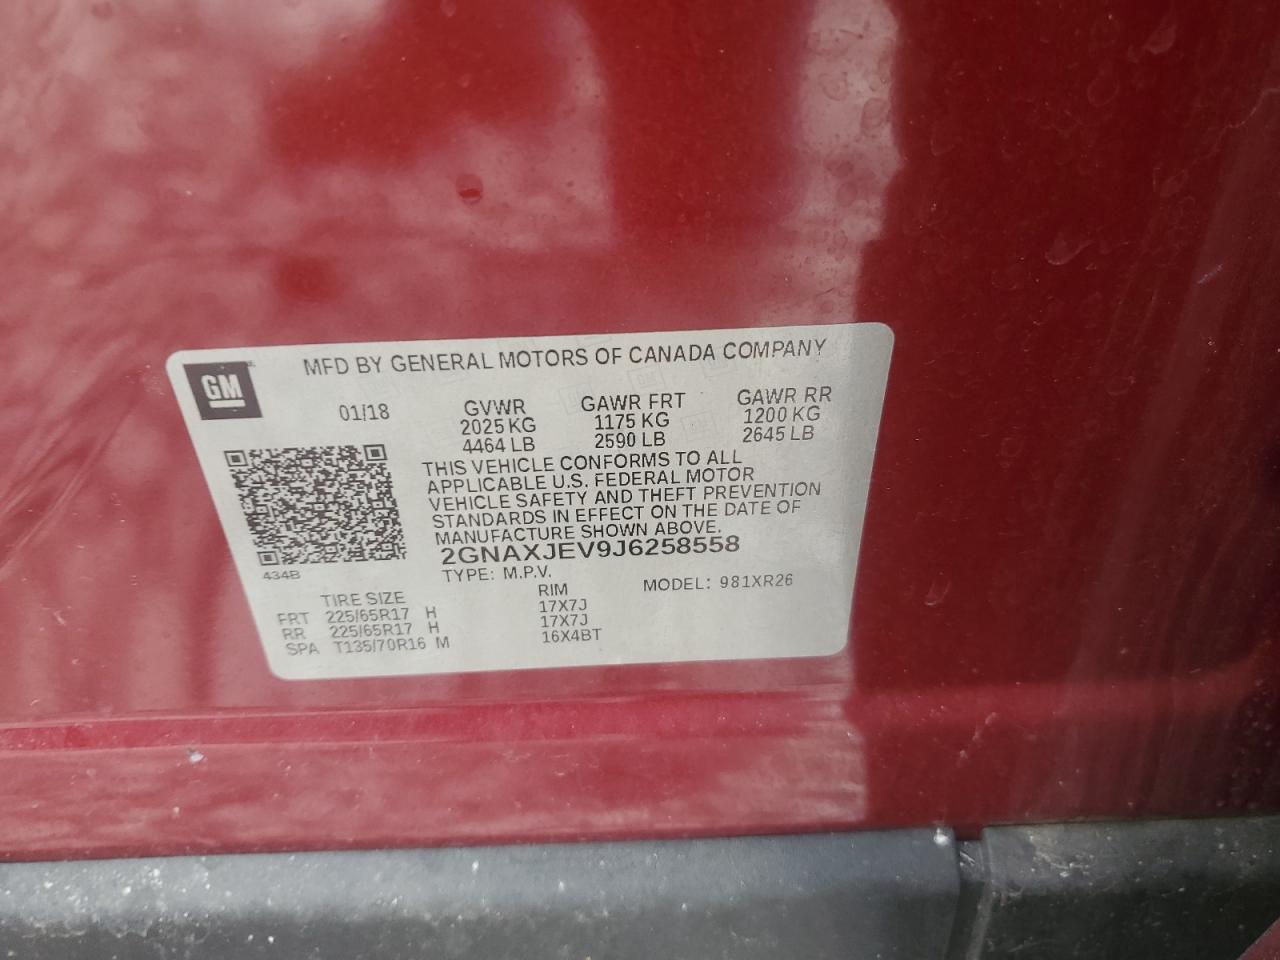 GM
MFD BY GENERAL MOTORS OF CANADA COMPANY
01/18 GVWR GAWR FRT GAWR RR
2025 KG 1175 KG 1200 KG
4464 LB 2590 LB 2645 LB
THIS VEHICLE CONFORMS TO ALL
APPLICABLE U.S. FEDERAL MOTOR
VEHICLE SAFETY AND THEFT PREVENTION
STANDARDS IN EFFECT ON THE DATE OF
MANUFACTURE SHOWN ABOVE.
2GNAXJEV9J6258558
434B TYPE: M.P.V. MODEL: 981XR26
TIRE SIZE RIM
FRT 225/65R17 H 17X7J
RR 225/65R17 H 17X7J
SPA T135/70R16 M 16X4BT